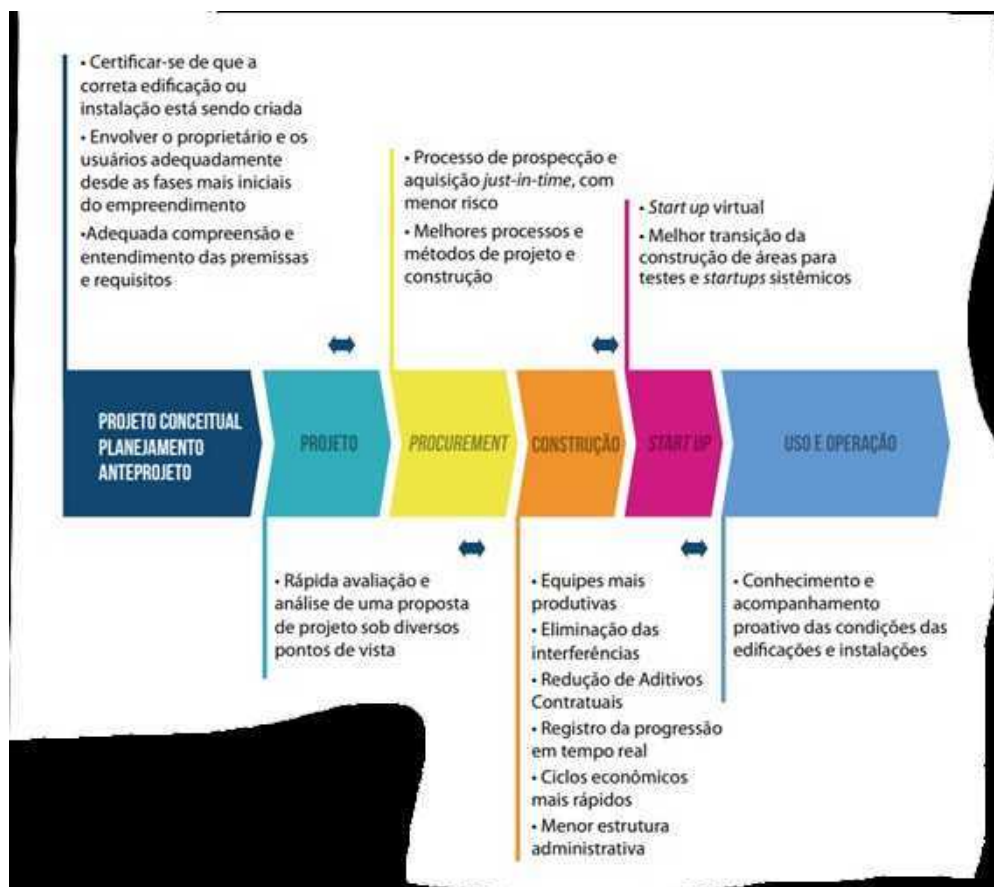 • Certificar-se de que a
correta edificação ou
instalação está sendo criada
• Envolver o proprietário e os
usuários adequadamente
desde as fases mais iniciais
do empreendimento
•Adequada compreensão e
entendimento das premissas
e requisitos
• Processo de prospecção e
aquisição just-in-time, com
menor risco
• Melhores processos e
métodos de projeto e
construção
• Start up virtual
• Melhor transição da
construção de áreas para
testes e startups sistêmicos
PROJETO CONCEITUAL
PLANEJAMENTO
ANTEPROJETO
PROJETO
PROCUREMENT
CONSTRUÇÃO
START UP
USO E OPERAÇÃO
• Rápida avaliação e
análise de uma proposta
de projeto sob diversos
pontos de vista
• Equipes mais
produtivas
• Eliminação das
interferências
• Redução de Aditivos
Contratuais
• Registro da progressão
em tempo real
• Ciclos econômicos
mais rápidos
• Menor estrutura
administrativa
• Conhecimento e
acompanhamento
proativo das condições das
edificações e instalações